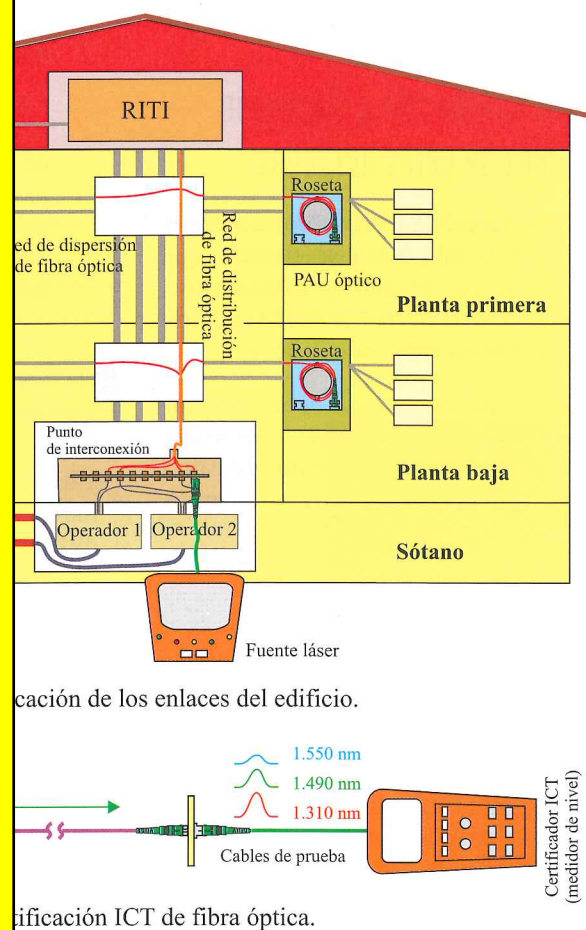 RITI
Roseta
ed de dispersión
de fibra óptica
Red de distribución
de fibra óptica
PAU óptico
Planta primera
Roseta
Punto
de interconexión
Planta baja
Operador 1
Operador 2
Sótano
Fuente láser
cación de los enlaces del edificio.
1.550 nm
1.490 nm
1.310 nm
Cables de prueba
Certificador ICT
(medidor de nivel)
tificación ICT de fibra óptica.